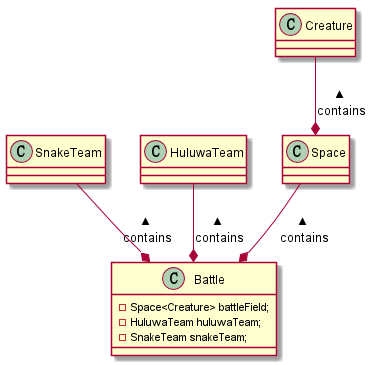 C Creature
▲
contains
C SnakeTeam
C HuluwaTeam
C Space
▲
contains
▲
contains
▲
contains
C Battle
Space<Creature> battleField;
HuluwaTeam huluwaTeam;
SnakeTeam snakeTeam;